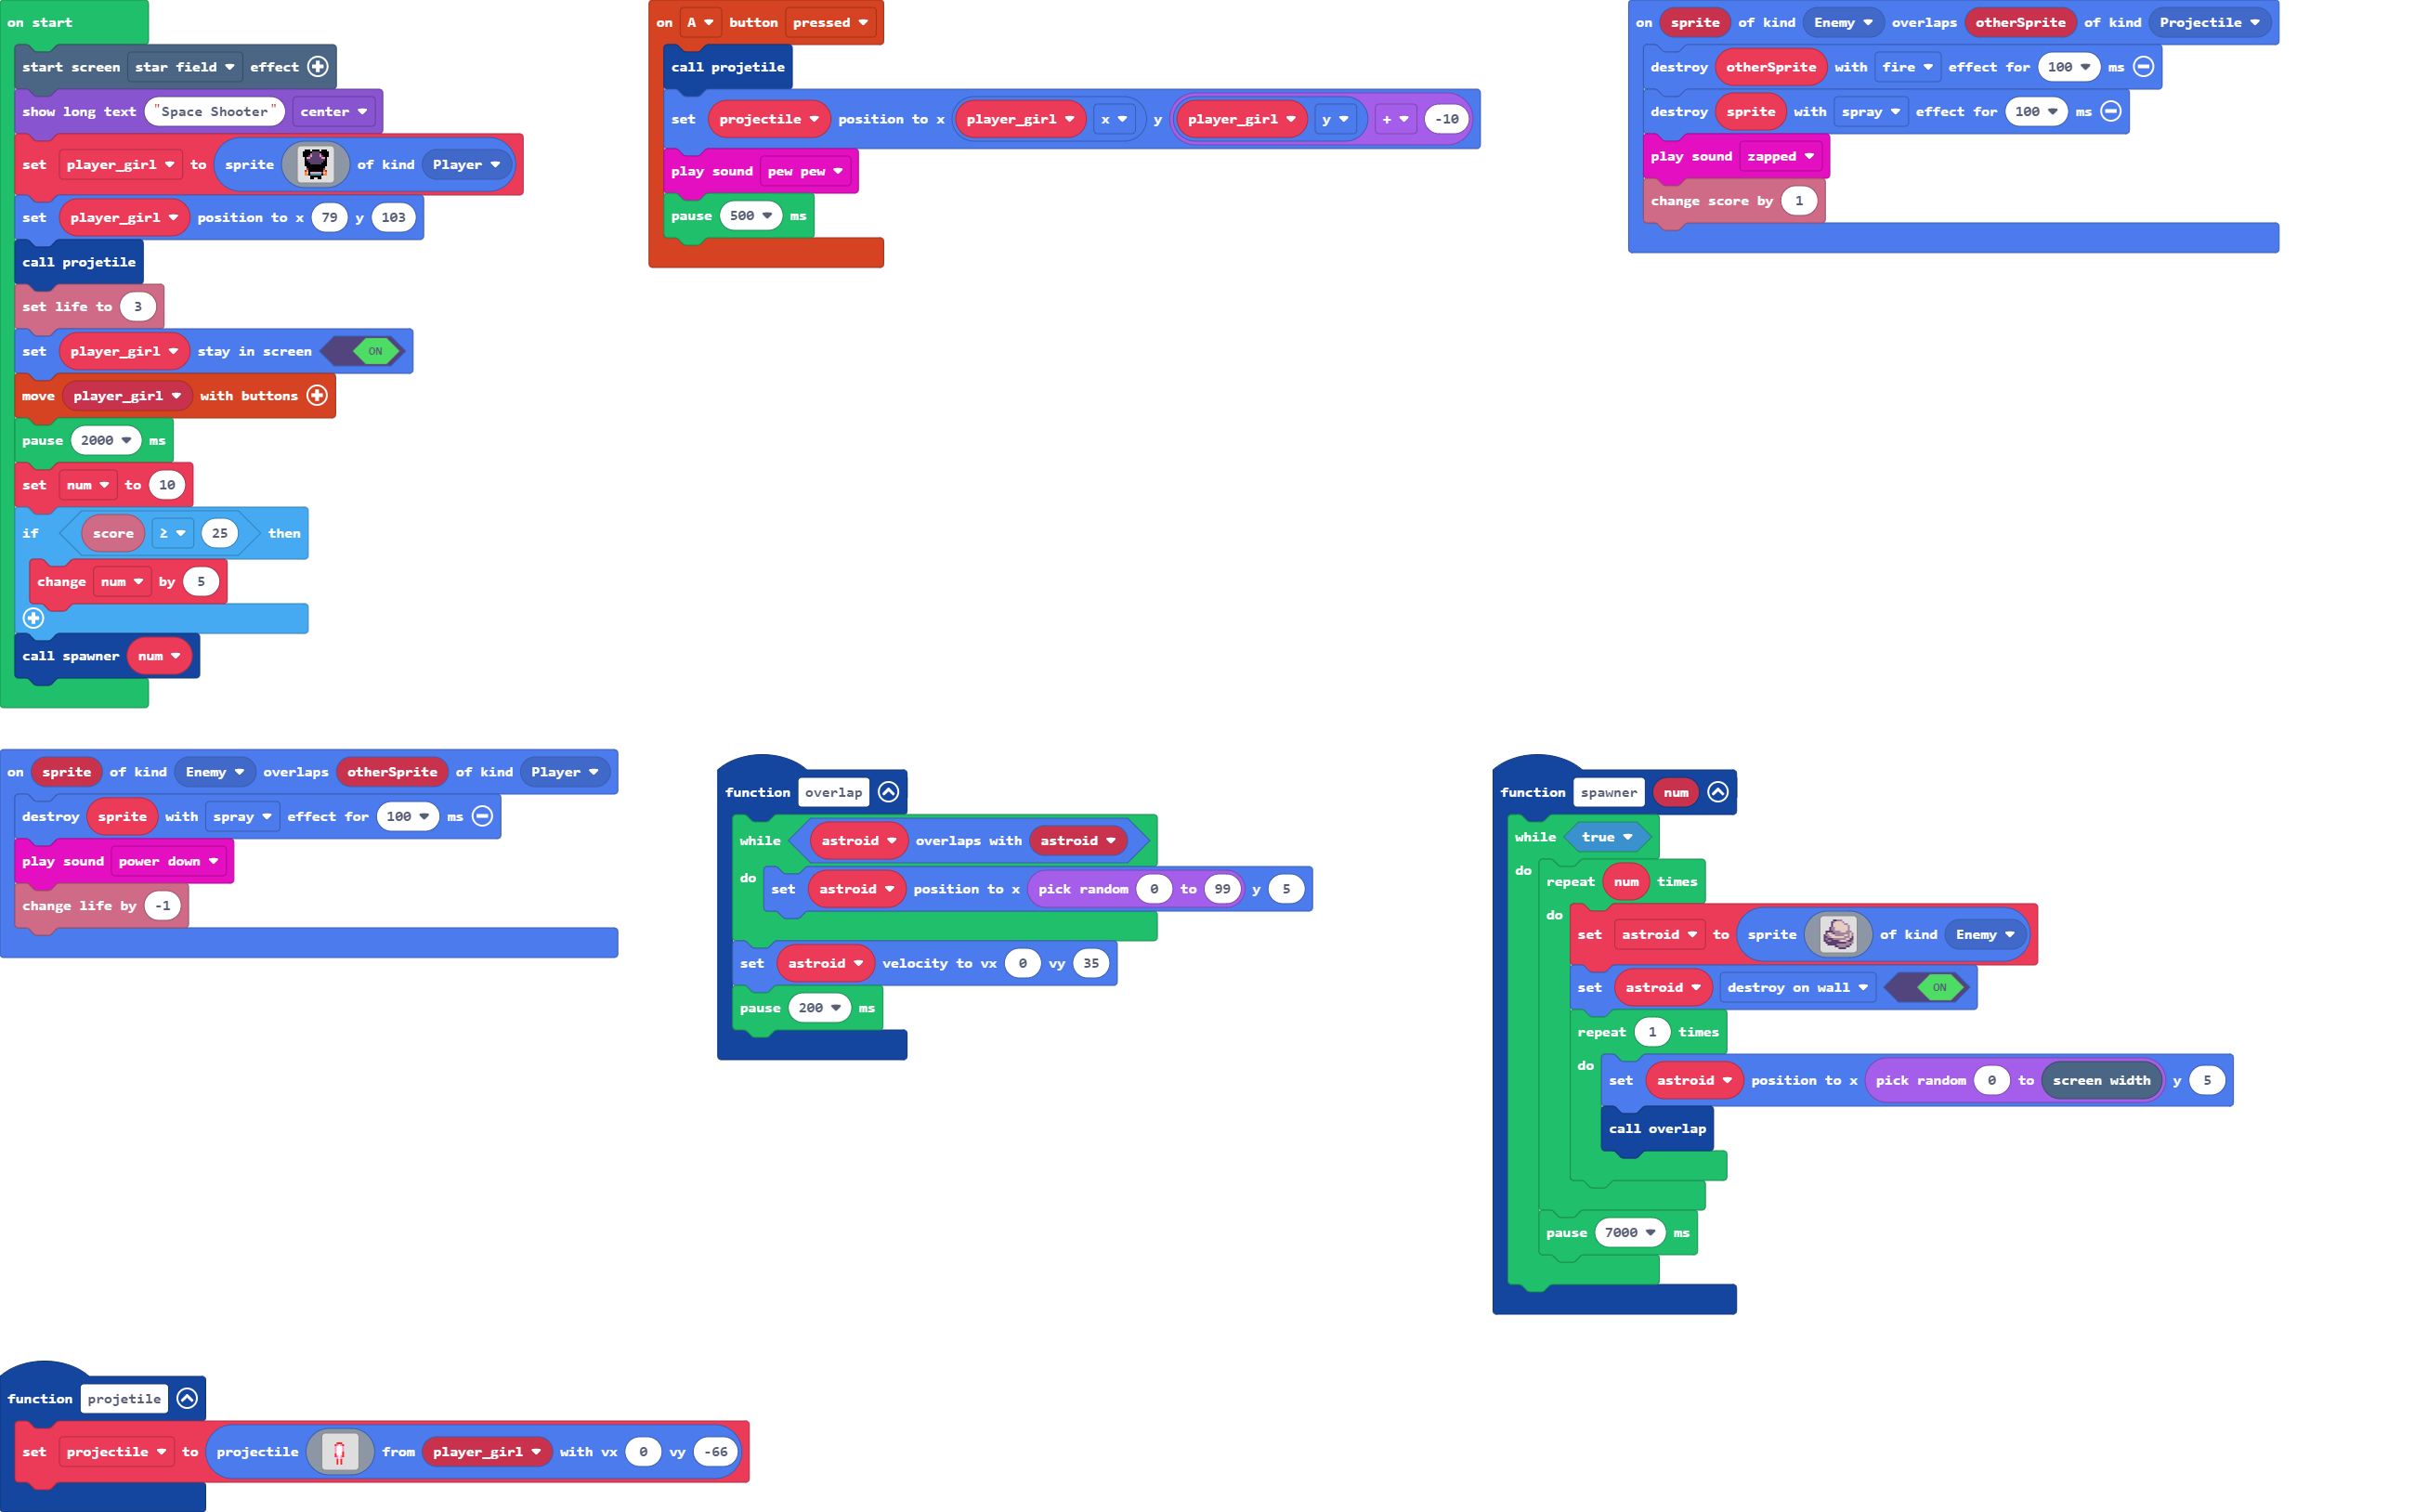 on start
start screen star field effect
show long text "Space Shooter" center
set player_girl to sprite of kind Player
set player_girl position to x 79 y 103
call projetile
set life to 3
set player_girl stay in screen ON
move player_girl with buttons
pause 2000 ms
set num to 10
if score ≥ 25 then
change num by 5
call spawner num
on A button pressed
call projetile
set projectile position to x player_girl x y player_girl y + -10
play sound pew pew
pause 500 ms
on sprite of kind Enemy overlaps otherSprite of kind Projectile
destroy otherSprite with fire effect for 100 ms
destroy sprite with spray effect for 100 ms
play sound zapped
change score by 1
on sprite of kind Enemy overlaps otherSprite of kind Player
destroy sprite with spray effect for 100 ms
play sound power down
change life by -1
function overlap
while astroid overlaps with astroid
do set astroid position to x pick random 0 to 99 y 5
set astroid velocity to vx 0 vy 35
pause 200 ms
function spawner num
while true
do repeat num times
do set astroid to sprite of kind Enemy
set astroid destroy on wall ON
repeat 1 times
do set astroid position to x pick random 0 to screen width y 5
call overlap
pause 7000 ms
function projetile
set projectile to projectile from player_girl with vx 0 vy -66